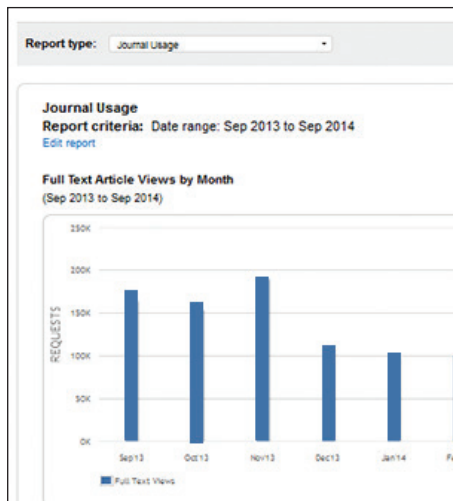 Report type: Journal Usage
Journal Usage
Report criteria: Date range: Sep 2013 to Sep 2014
Edit report
Full Text Article Views by Month
(Sep 2013 to Sep 2014)
250K
200K
150K
100K
50K
0K
REQUESTS
Sep13 Oct13 Nov13 Dec13 Jan14
Full Text Views